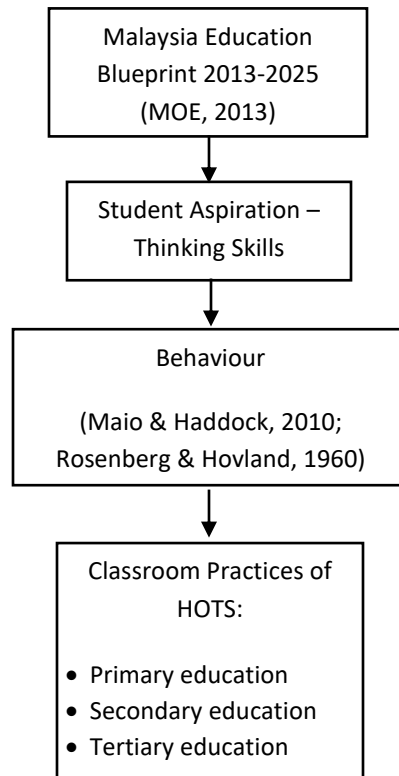 Malaysia Education
Blueprint 2013-2025
(MOE, 2013)
Student Aspiration –
Thinking Skills
Behaviour
(Maio & Haddock, 2010;
Rosenberg & Hovland, 1960)
Classroom Practices of
HOTS:
• Primary education
• Secondary education
• Tertiary education